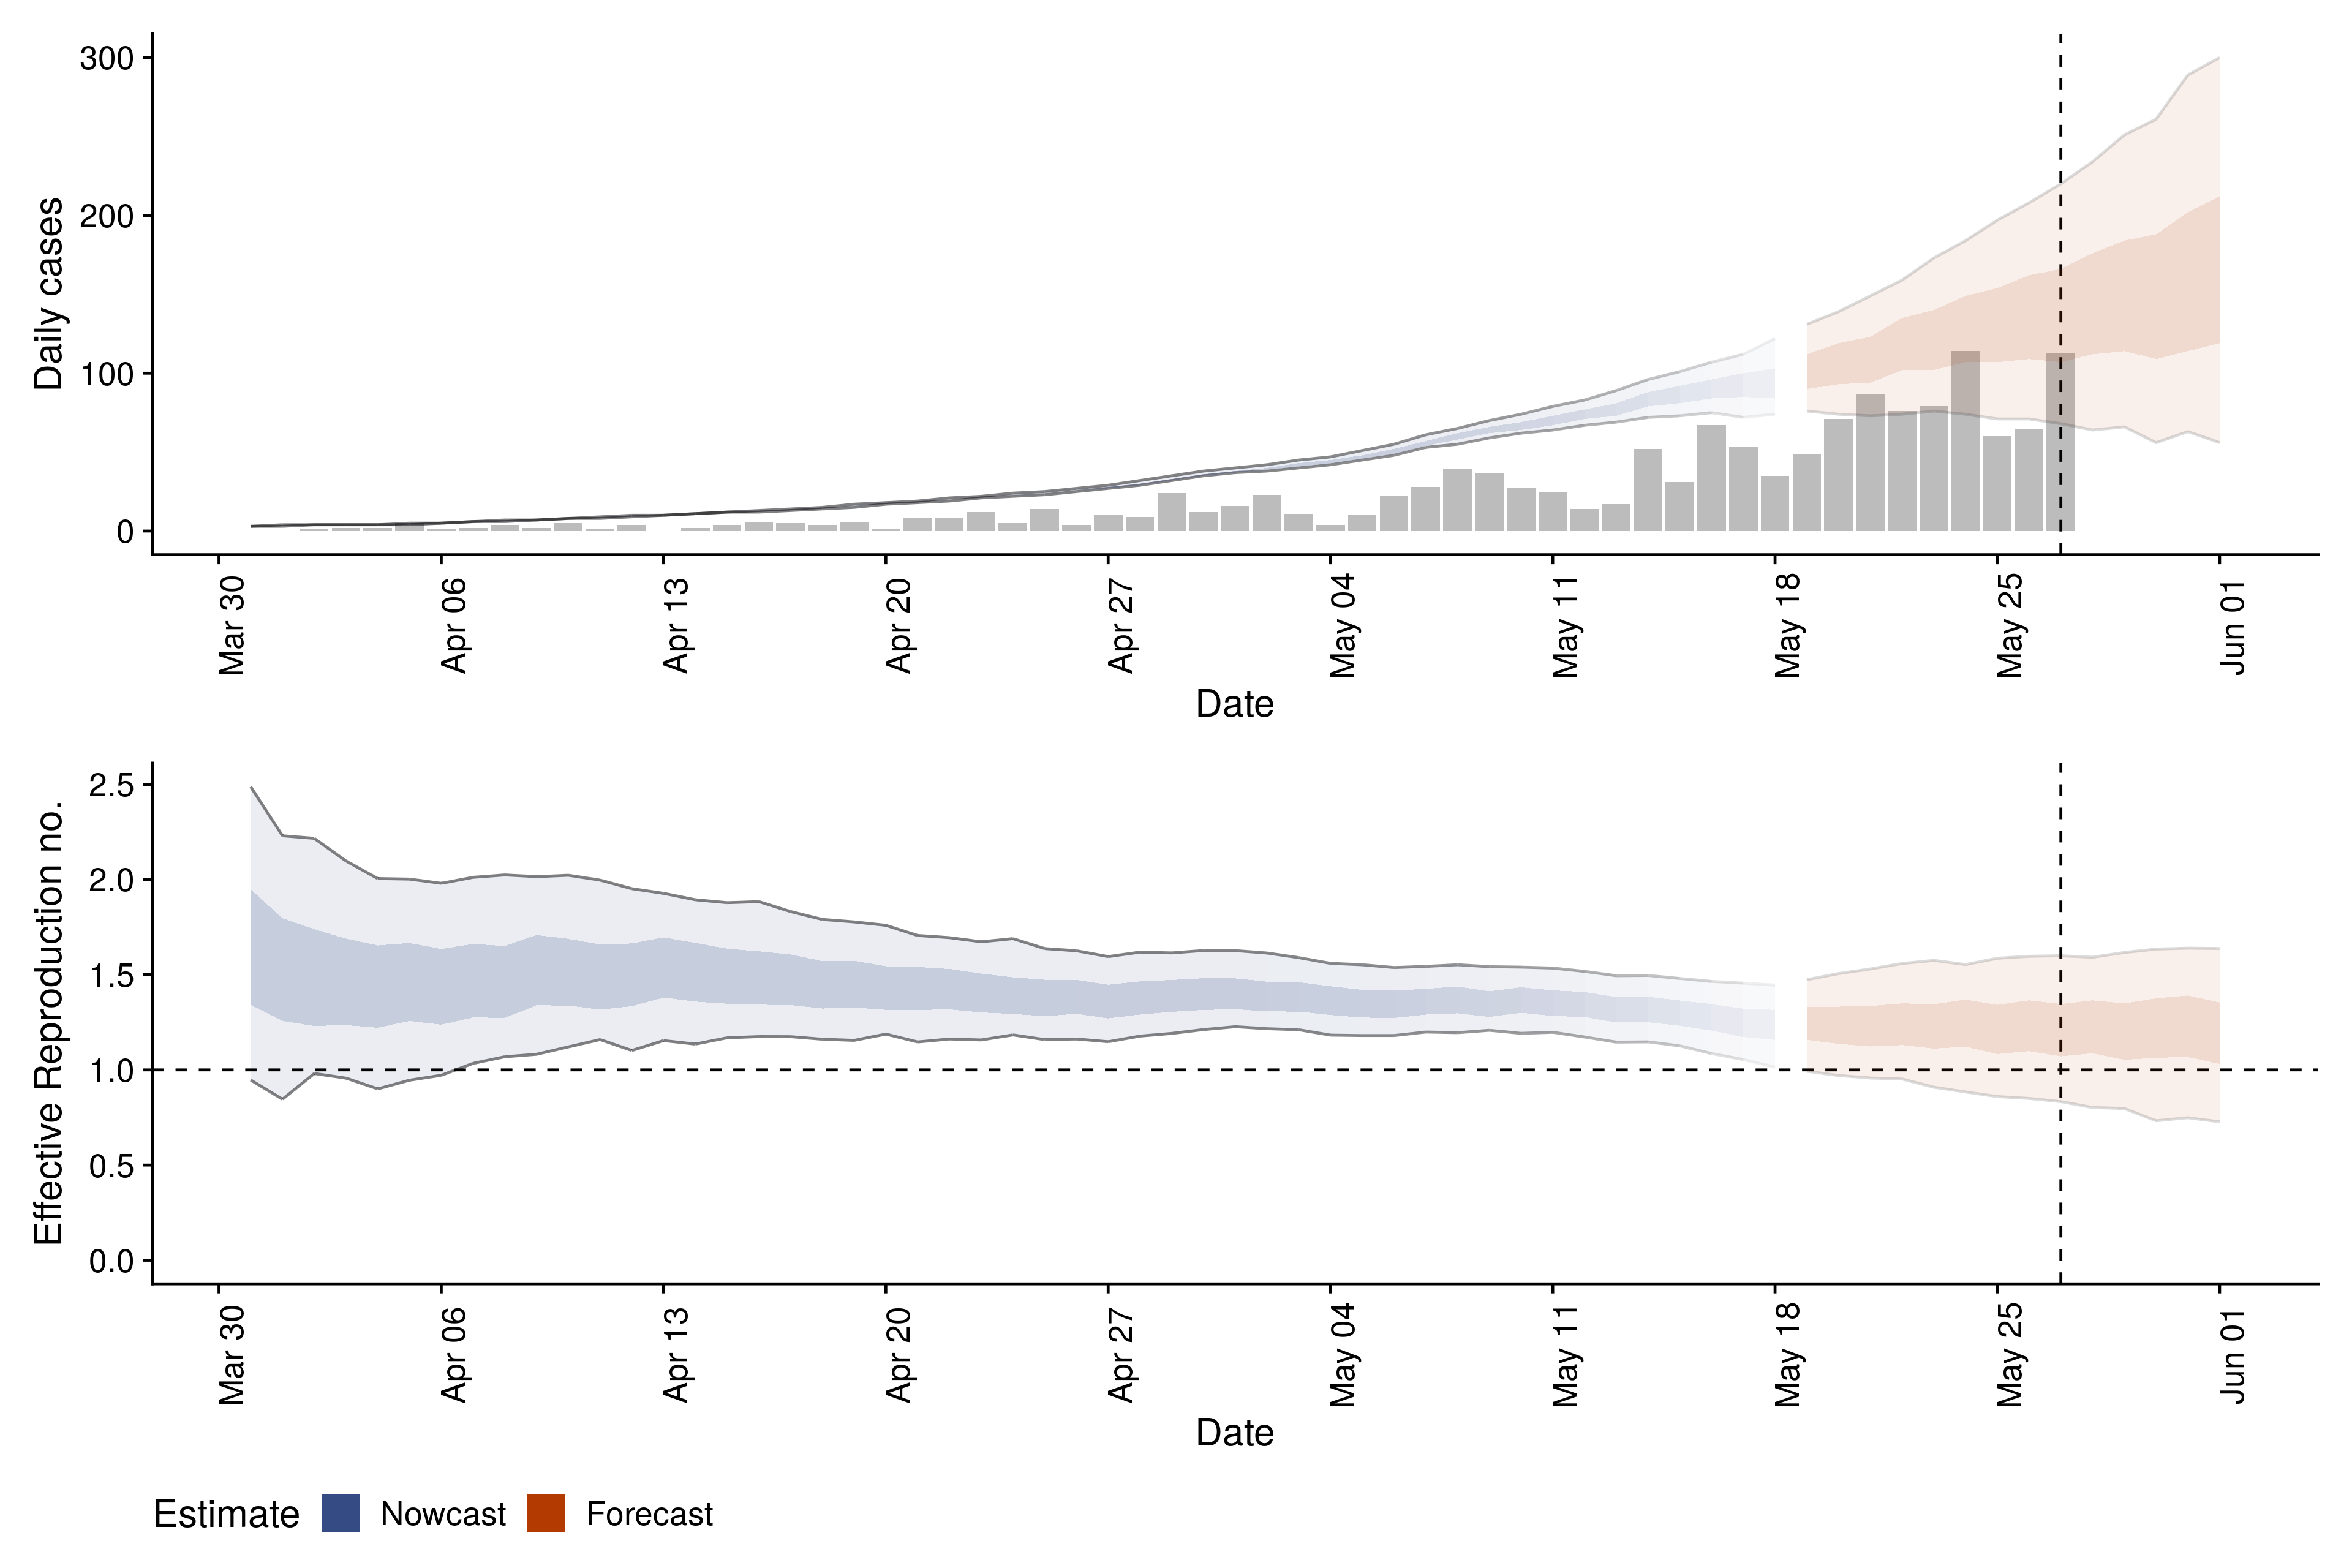 300
200
100
0
Daily cases
Mar 30 Apr 06 Apr 13 Apr 20 Apr 27 May 04 May 11 May 18 May 25 Jun 01
Date
2.5
2.0
1.5
1.0
0.5
0.0
Effective Reproduction no.
Mar 30 Apr 06 Apr 13 Apr 20 Apr 27 May 04 May 11 May 18 May 25 Jun 01
Date
Estimate Nowcast Forecast